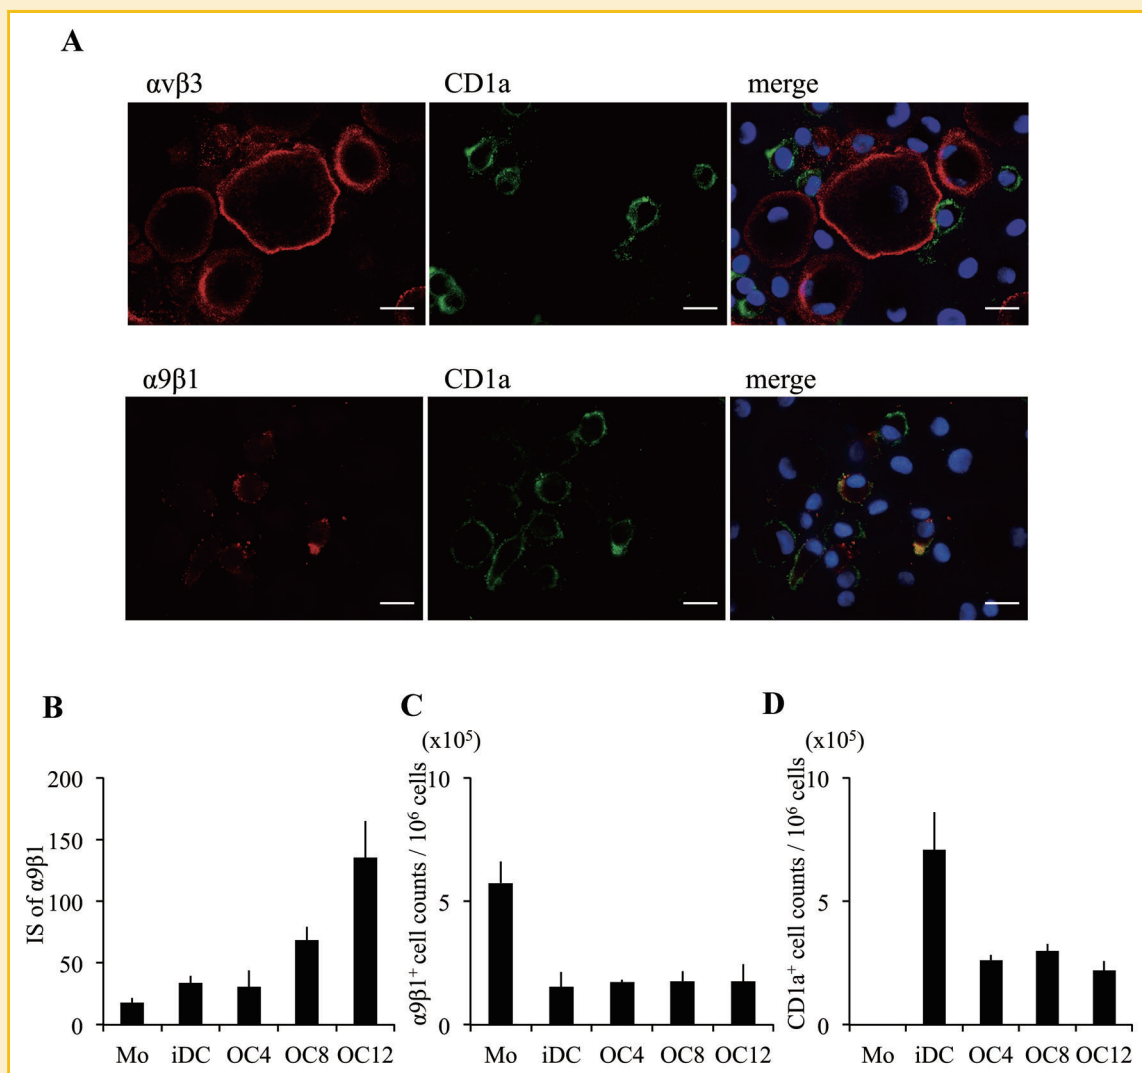 A
αvβ3 CD1a merge
α9β1 CD1a merge
B
IS of α9β1
200
150
100
50
0
Mo iDC OC4 OC8 OC12
C
(x10⁵)
α9β1⁺ cell counts / 10⁶ cells
10
5
0
Mo iDC OC4 OC8 OC12
D
(x10⁵)
CD1a⁺ cell counts / 10⁶ cells
10
5
0
Mo iDC OC4 OC8 OC12